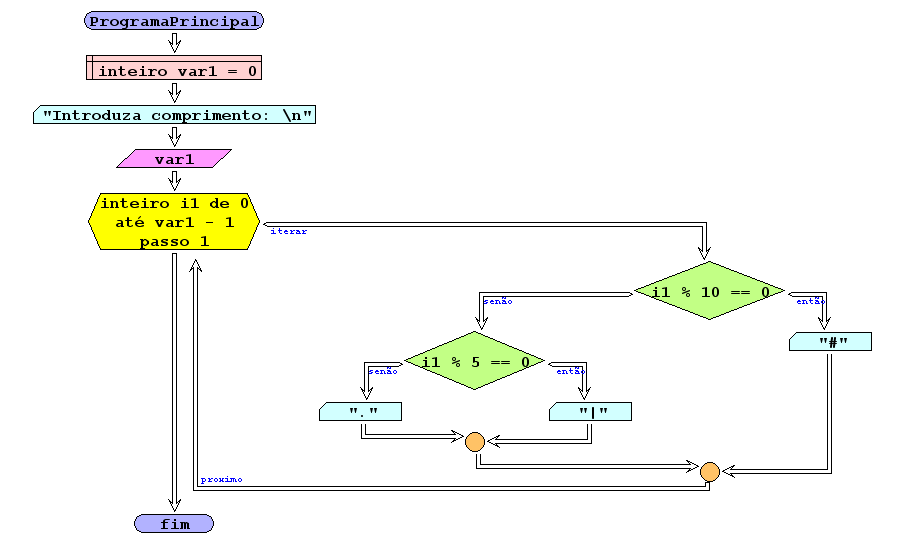 ProgramaPrincipal
inteiro var1 = 0
"Introduza comprimento: \n"
var1
inteiro i1 de 0
até var1 - 1
passo 1
iterar
i1 % 10 == 0
senão
então
"#"
i1 % 5 == 0
senão
então
"."
"|"
proximo
fim